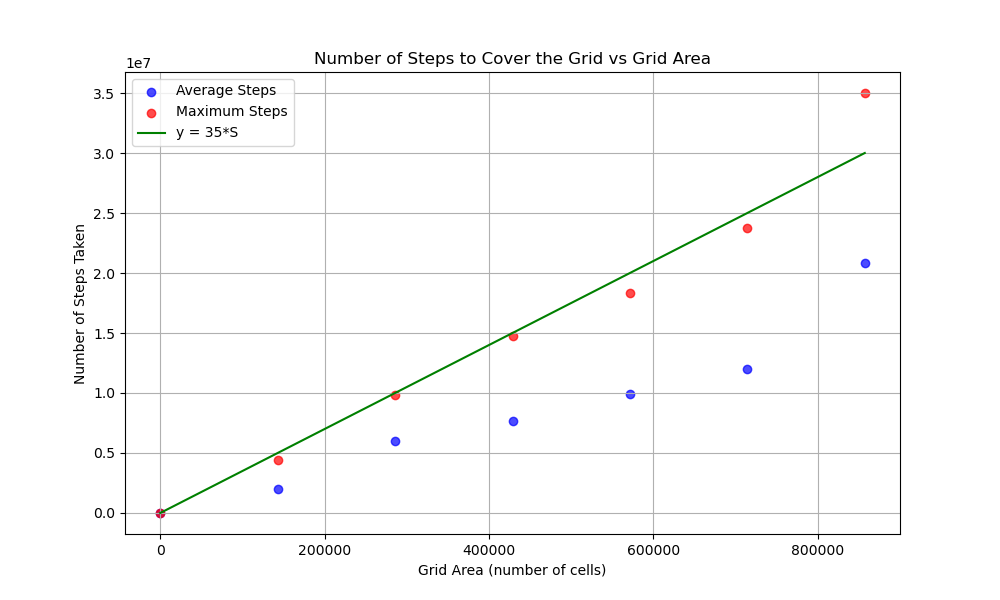 Number of Steps to Cover the Grid vs Grid Area
1e7
Average Steps
Maximum Steps
y = 35*S
3.5
3.0
2.5
2.0
1.5
1.0
0.5
0.0
Number of Steps Taken
0 200000 400000 600000 800000
Grid Area (number of cells)